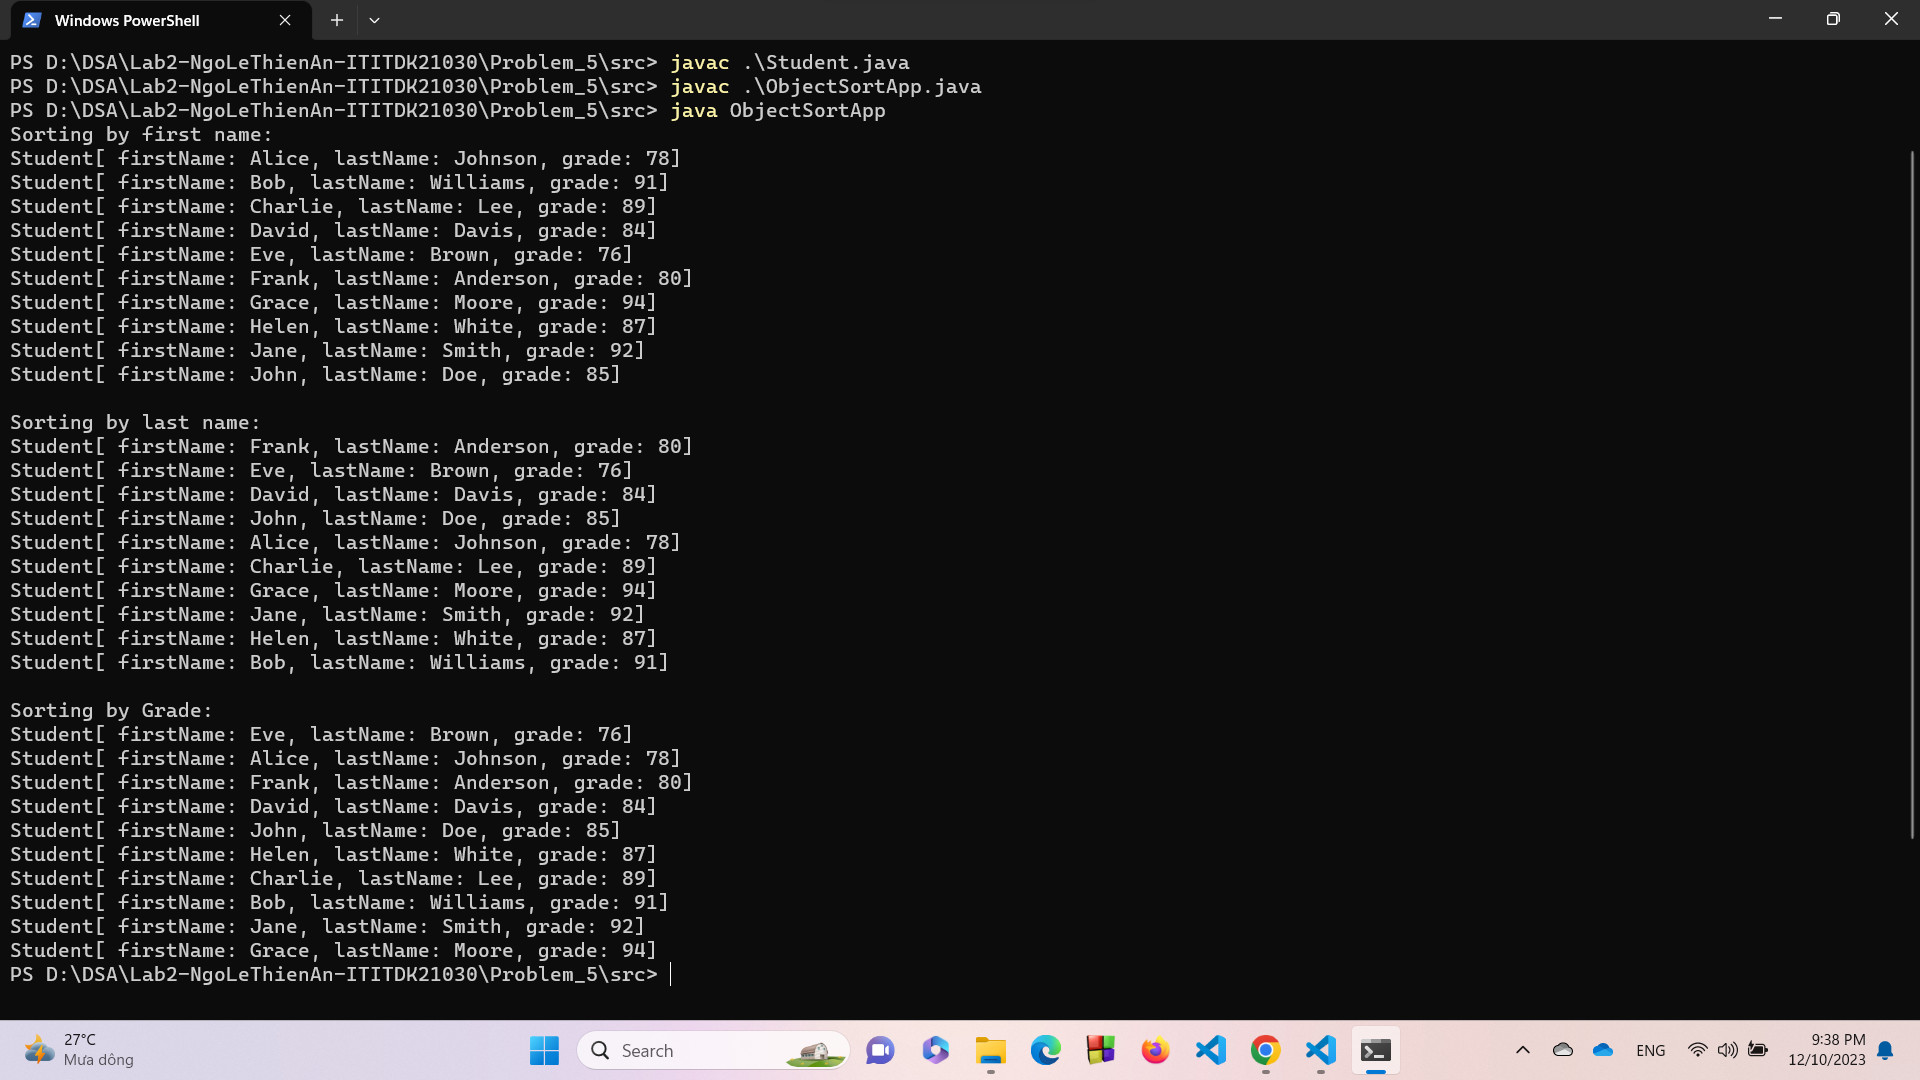 Windows PowerShell
PS D:\DSA\Lab2-NgoLeThienAn-ITITDK21030\Problem_5\src> javac .\Student.java
PS D:\DSA\Lab2-NgoLeThienAn-ITITDK21030\Problem_5\src> javac .\ObjectSortApp.java
PS D:\DSA\Lab2-NgoLeThienAn-ITITDK21030\Problem_5\src> java ObjectSortApp
Sorting by first name:
Student[ firstName: Alice, lastName: Johnson, grade: 78]
Student[ firstName: Bob, lastName: Williams, grade: 91]
Student[ firstName: Charlie, lastName: Lee, grade: 89]
Student[ firstName: David, lastName: Davis, grade: 84]
Student[ firstName: Eve, lastName: Brown, grade: 76]
Student[ firstName: Frank, lastName: Anderson, grade: 80]
Student[ firstName: Grace, lastName: Moore, grade: 94]
Student[ firstName: Helen, lastName: White, grade: 87]
Student[ firstName: Jane, lastName: Smith, grade: 92]
Student[ firstName: John, lastName: Doe, grade: 85]

Sorting by last name:
Student[ firstName: Frank, lastName: Anderson, grade: 80]
Student[ firstName: Eve, lastName: Brown, grade: 76]
Student[ firstName: David, lastName: Davis, grade: 84]
Student[ firstName: John, lastName: Doe, grade: 85]
Student[ firstName: Alice, lastName: Johnson, grade: 78]
Student[ firstName: Charlie, lastName: Lee, grade: 89]
Student[ firstName: Grace, lastName: Moore, grade: 94]
Student[ firstName: Jane, lastName: Smith, grade: 92]
Student[ firstName: Helen, lastName: White, grade: 87]
Student[ firstName: Bob, lastName: Williams, grade: 91]

Sorting by Grade:
Student[ firstName: Eve, lastName: Brown, grade: 76]
Student[ firstName: Alice, lastName: Johnson, grade: 78]
Student[ firstName: Frank, lastName: Anderson, grade: 80]
Student[ firstName: David, lastName: Davis, grade: 84]
Student[ firstName: John, lastName: Doe, grade: 85]
Student[ firstName: Helen, lastName: White, grade: 87]
Student[ firstName: Charlie, lastName: Lee, grade: 89]
Student[ firstName: Bob, lastName: Williams, grade: 91]
Student[ firstName: Jane, lastName: Smith, grade: 92]
Student[ firstName: Grace, lastName: Moore, grade: 94]
PS D:\DSA\Lab2-NgoLeThienAn-ITITDK21030\Problem_5\src>
27°C
Mưa dông
Search
ENG
9:38 PM
12/10/2023